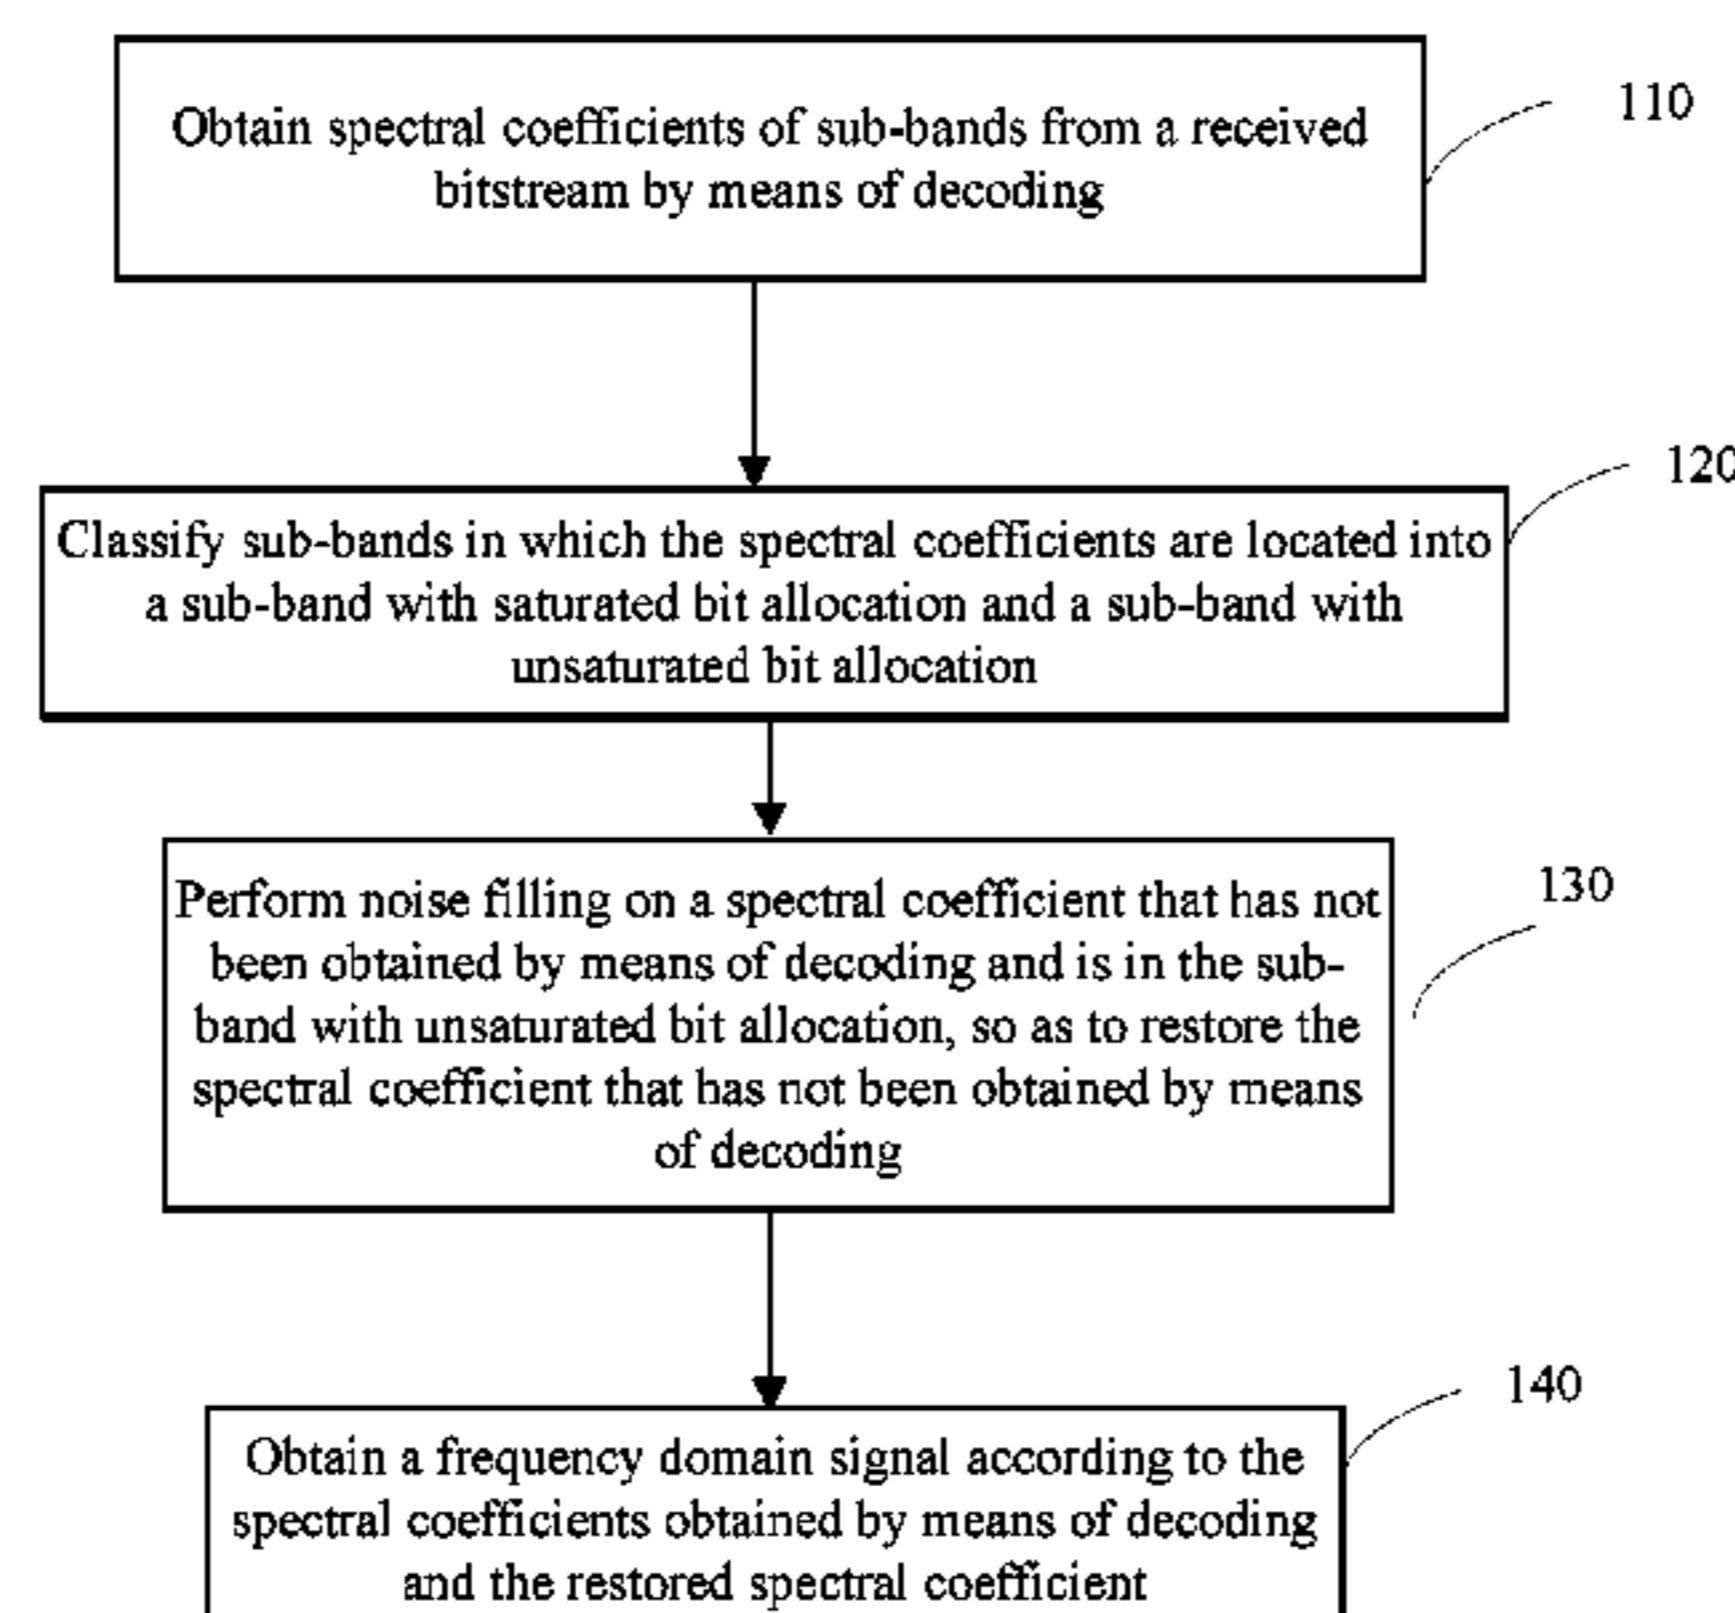 Obtain spectral coefficients of sub-bands from a received
bitstream by means of decoding
110
Classify sub-bands in which the spectral coefficients are located into
a sub-band with saturated bit allocation and a sub-band with
unsaturated bit allocation
120
Perform noise filling on a spectral coefficient that has not
been obtained by means of decoding and is in the sub-
band with unsaturated bit allocation, so as to restore the
spectral coefficient that has not been obtained by means
of decoding
130
Obtain a frequency domain signal according to the
spectral coefficients obtained by means of decoding
and the restored spectral coefficient
140